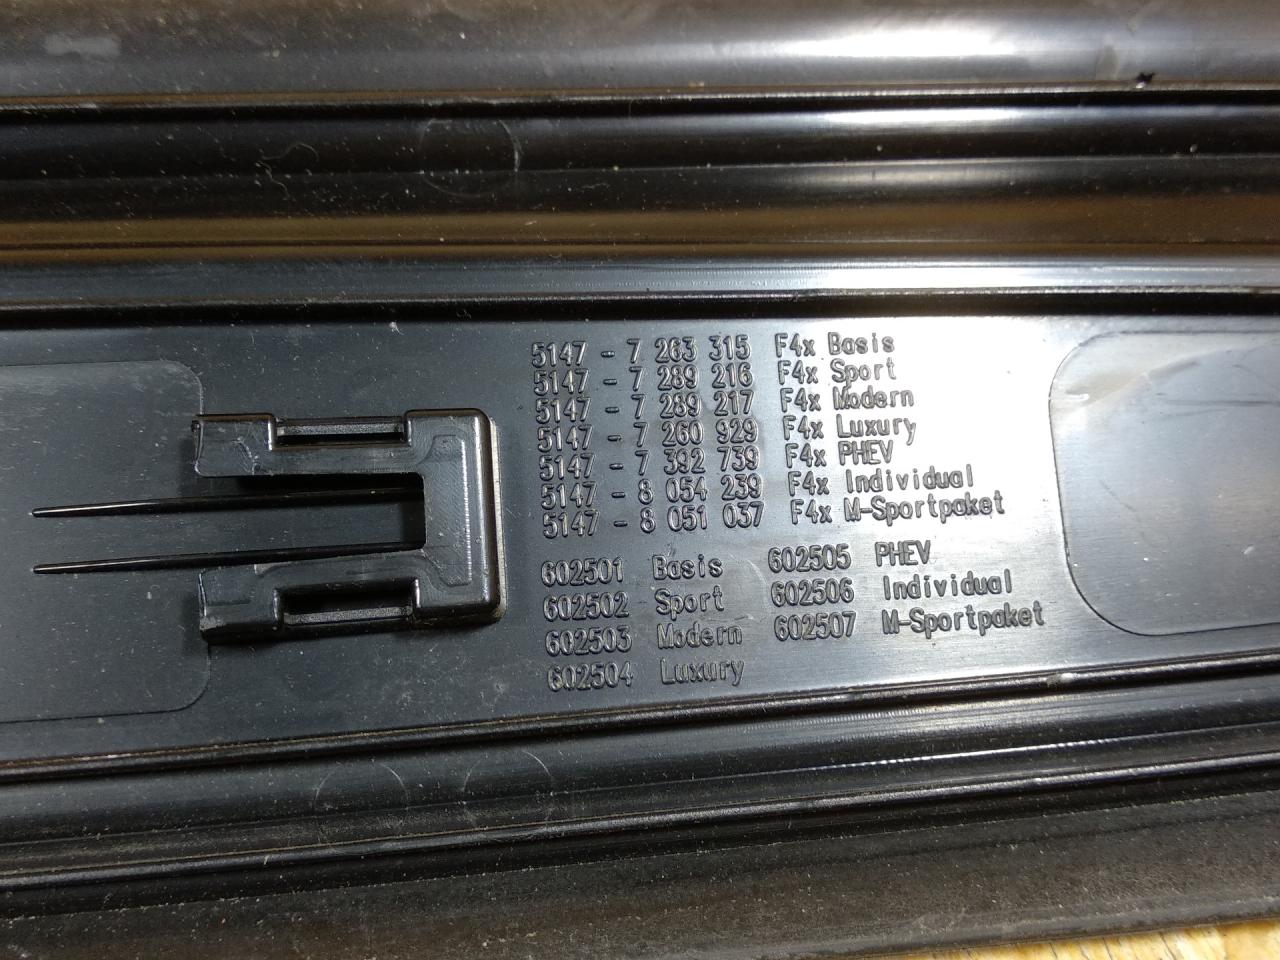 5147 - 7 263 315 F4x Basis
5147 - 7 289 216 F4x Sport
5147 - 7 289 217 F4x Modern
5147 - 7 260 929 F4x Luxury
5147 - 7 392 739 F4x PHEV
5147 - 8 054 239 F4x Individual
5147 - 8 051 037 F4x M-Sportpaket
602501 Basis 602505 PHEV
602502 Sport 602506 Individual
602503 Modern 602507 M-Sportpaket
602504 Luxury